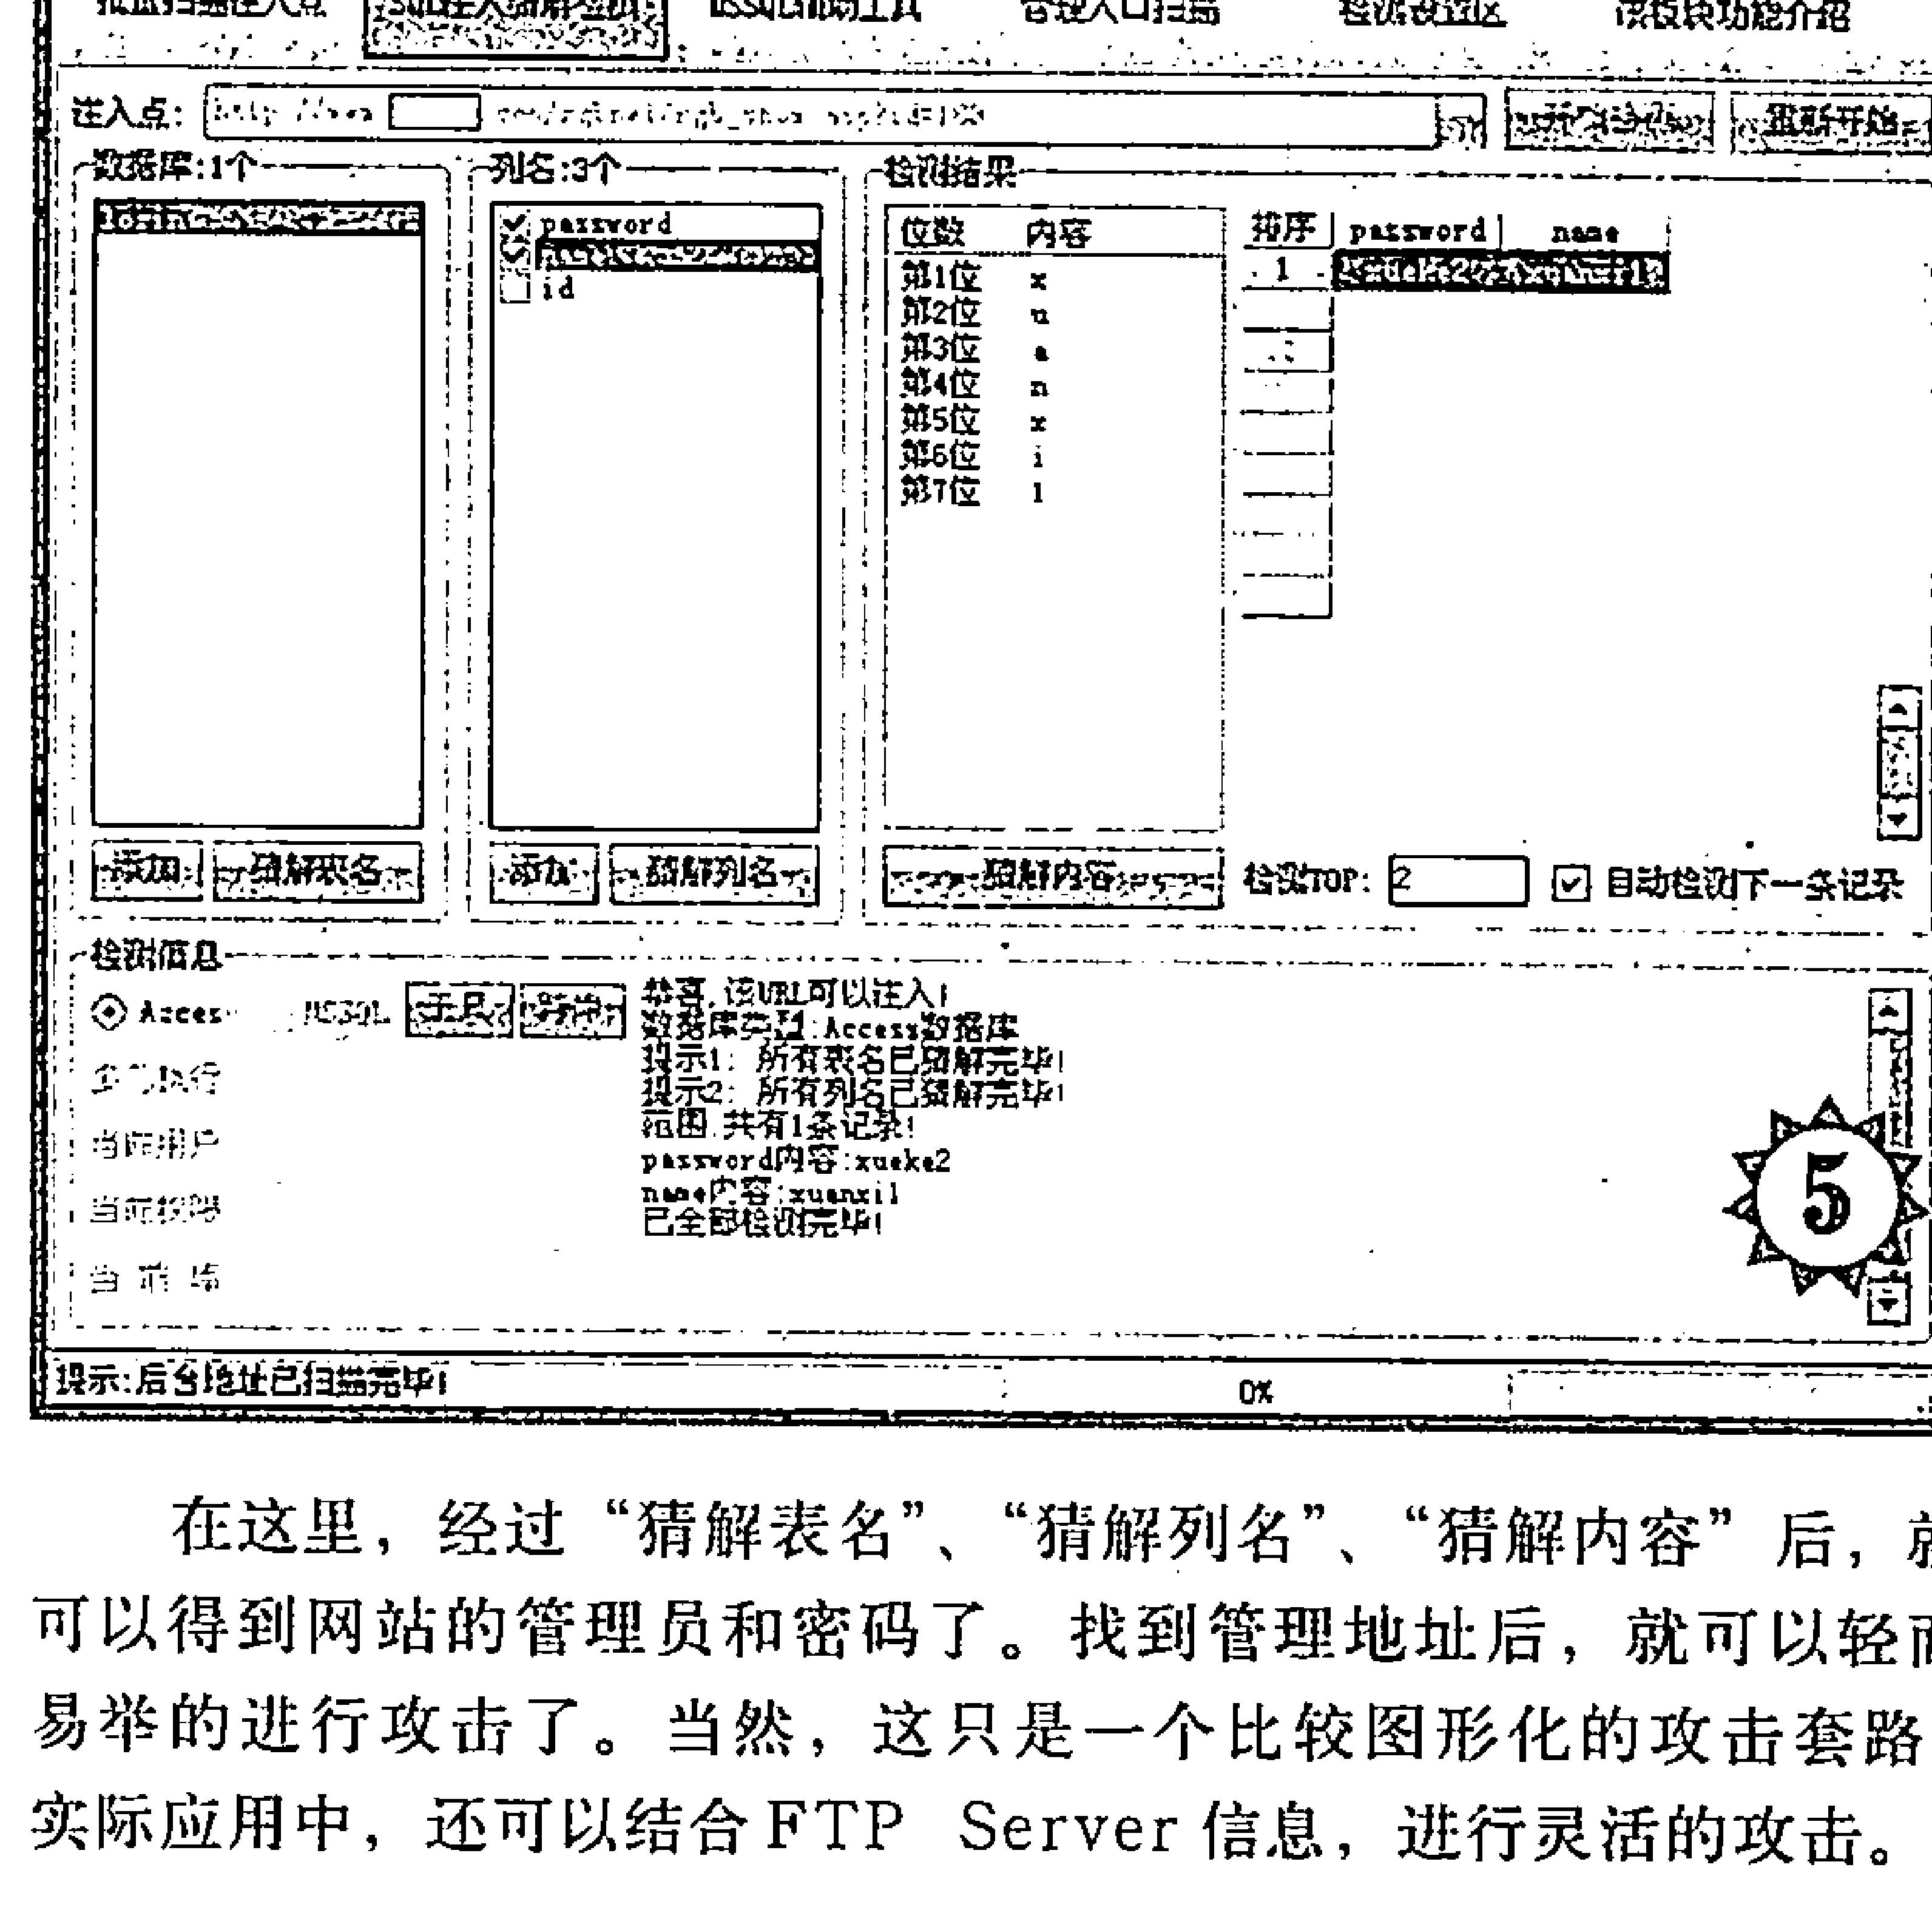 注入点:
重新开始
数据库:1个
列名:3个
检测结果
password
id
位数 内容
第1位 x
第2位 u
第3位 a
第4位 n
第5位 x
第6位 i
第7位 l
排序 password name
1
添加 猜解表名
添加 猜解列名
猜解内容
检测TOP: 2
自动检测下一条记录
检测信息
恭喜,该URL可以注入!
数据库类型:Access数据库
提示1: 所有表名已猜解完毕!
提示2: 所有列名已猜解完毕!
范围:共有1条记录!
password内容:xueke2
name内容:xuanxil
已全部检测完毕!
5
提示:后台地址已扫描完毕!
0%
在这里，经过“猜解表名”、“猜解列名”、“猜解内容”后，就
可以得到网站的管理员和密码了。找到管理地址后，就可以轻而
易举的进行攻击了。当然，这只是一个比较图形化的攻击套路
实际应用中，还可以结合FTP Server信息，进行灵活的攻击。